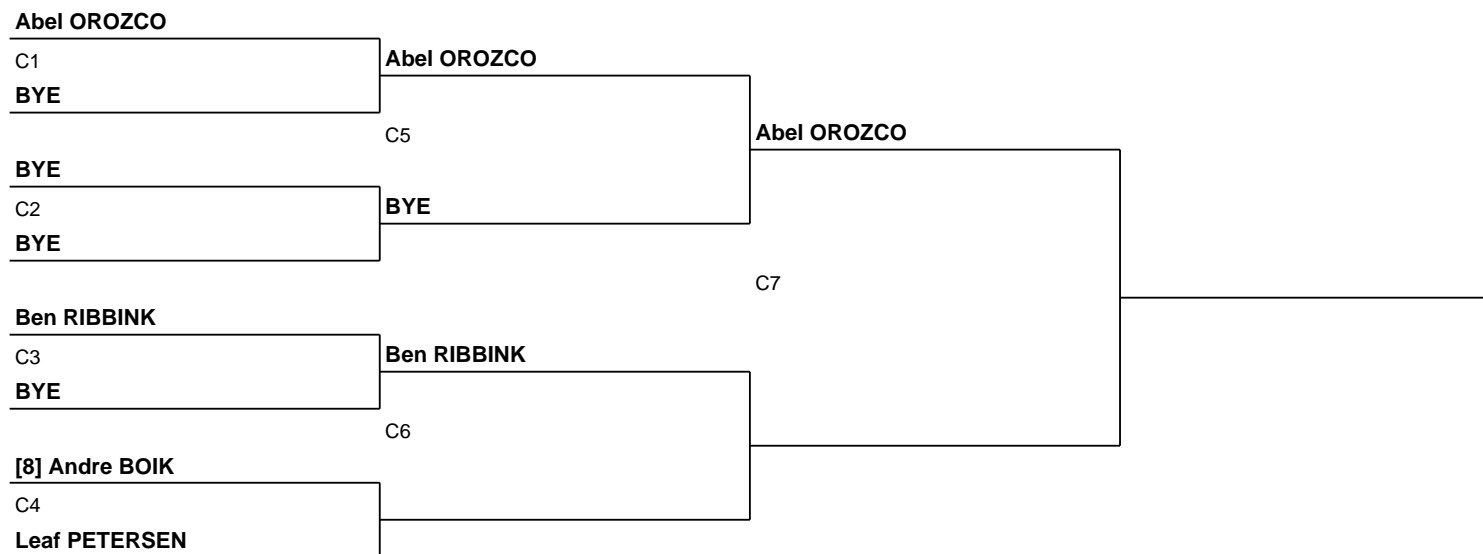 Abel OROZCO
C1
Abel OROZCO
BYE
C5
Abel OROZCO
BYE
C2
BYE
BYE
C7
Ben RIBBINK
C3
Ben RIBBINK
BYE
C6
[8] Andre BOIK
C4
Leaf PETERSEN